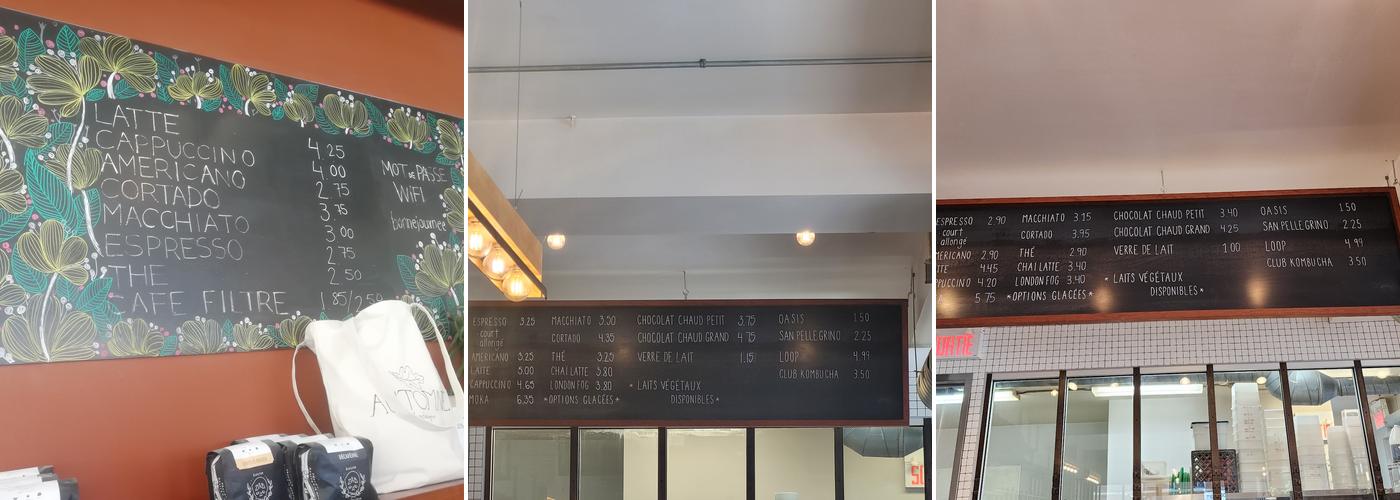 LATTE 4.25
CAPPUCCINO 4.00
AMERICANO 2.75
CORTADO 3.75
MACCHIATO 3.00
ESPRESSO 2.75
THE 2.50
CAFE FILTRE 1.85/2.50
MOT DE PASSE
WIFI
bonnejournee
DÉCAFÉINÉ
ESPRESSO 3.25
court
allongé
AMERICANO 3.25
LATTE 5.00
CAPPUCCINO 4.65
MOKA 6.35
MACCHIATO 3.50
CORTADO 4.35
THÉ 3.25
CHAI LATTE 3.80
LONDON FOG 3.80
*OPTIONS GLACÉES*
CHOCOLAT CHAUD PETIT 3.75
CHOCOLAT CHAUD GRAND 4.75
VERRE DE LAIT 1.15
* LAITS VÉGÉTAUX
DISPONIBLES*
OASIS 1.50
SAN PELLEGRINO 2.25
LOOP 4.99
CLUB KOMBUCHA 3.50
ESPRESSO 2.90
court
allongé
MERICANO 2.90
TTE 4.45
PPUCCINO 4.20
A 5.75
MACCHIATO 3.15
CORTADO 3.95
THÉ 2.90
CHAI LATTE 3.40
LONDON FOG 3.40
*OPTIONS GLACÉES*
CHOCOLAT CHAUD PETIT 3.40
CHOCOLAT CHAUD GRAND 4.25
VERRE DE LAIT 1.00
* LAITS VÉGÉTAUX
DISPONIBLES*
OASIS 1.50
SAN PELLEGRINO 2.25
LOOP 4.99
CLUB KOMBUCHA 3.50
ORTIE